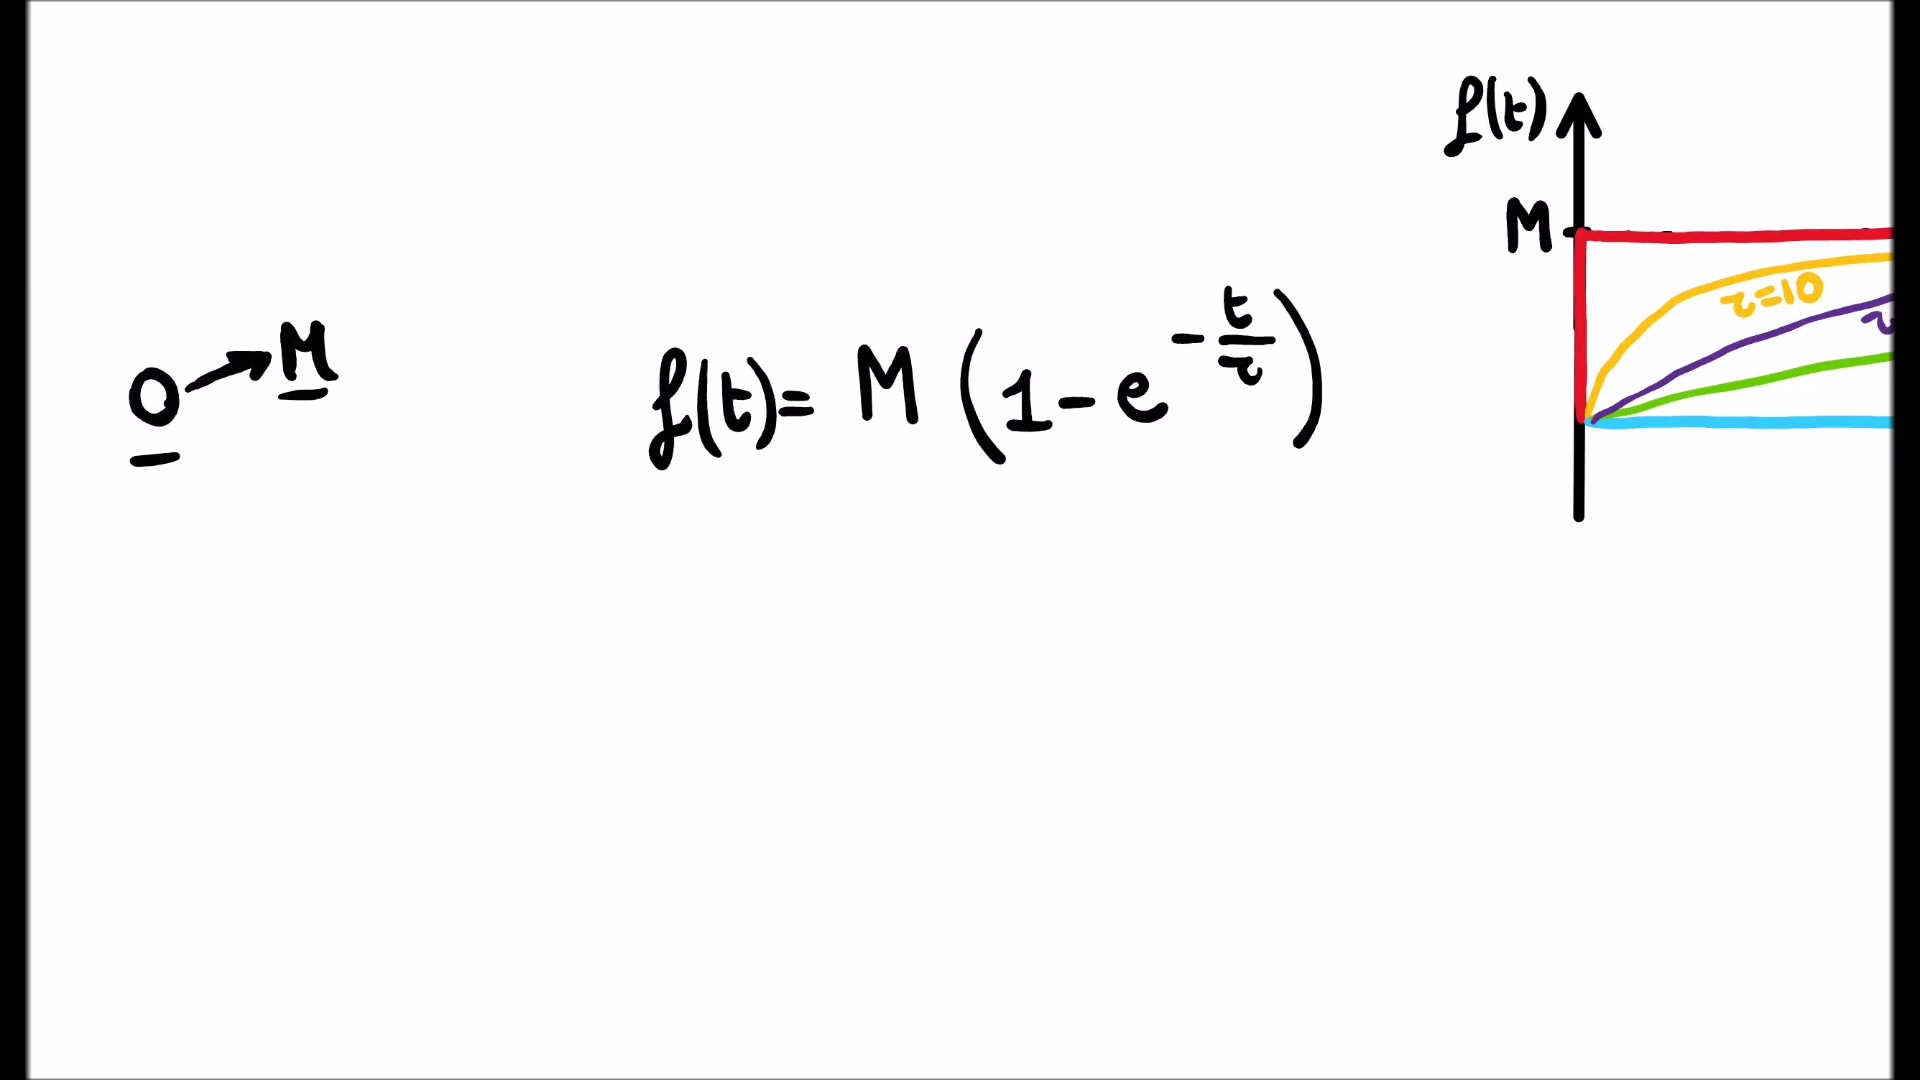 0 → M
f(t) = M (1 - e^{-t/τ})
f(t)
M
τ=10
τ